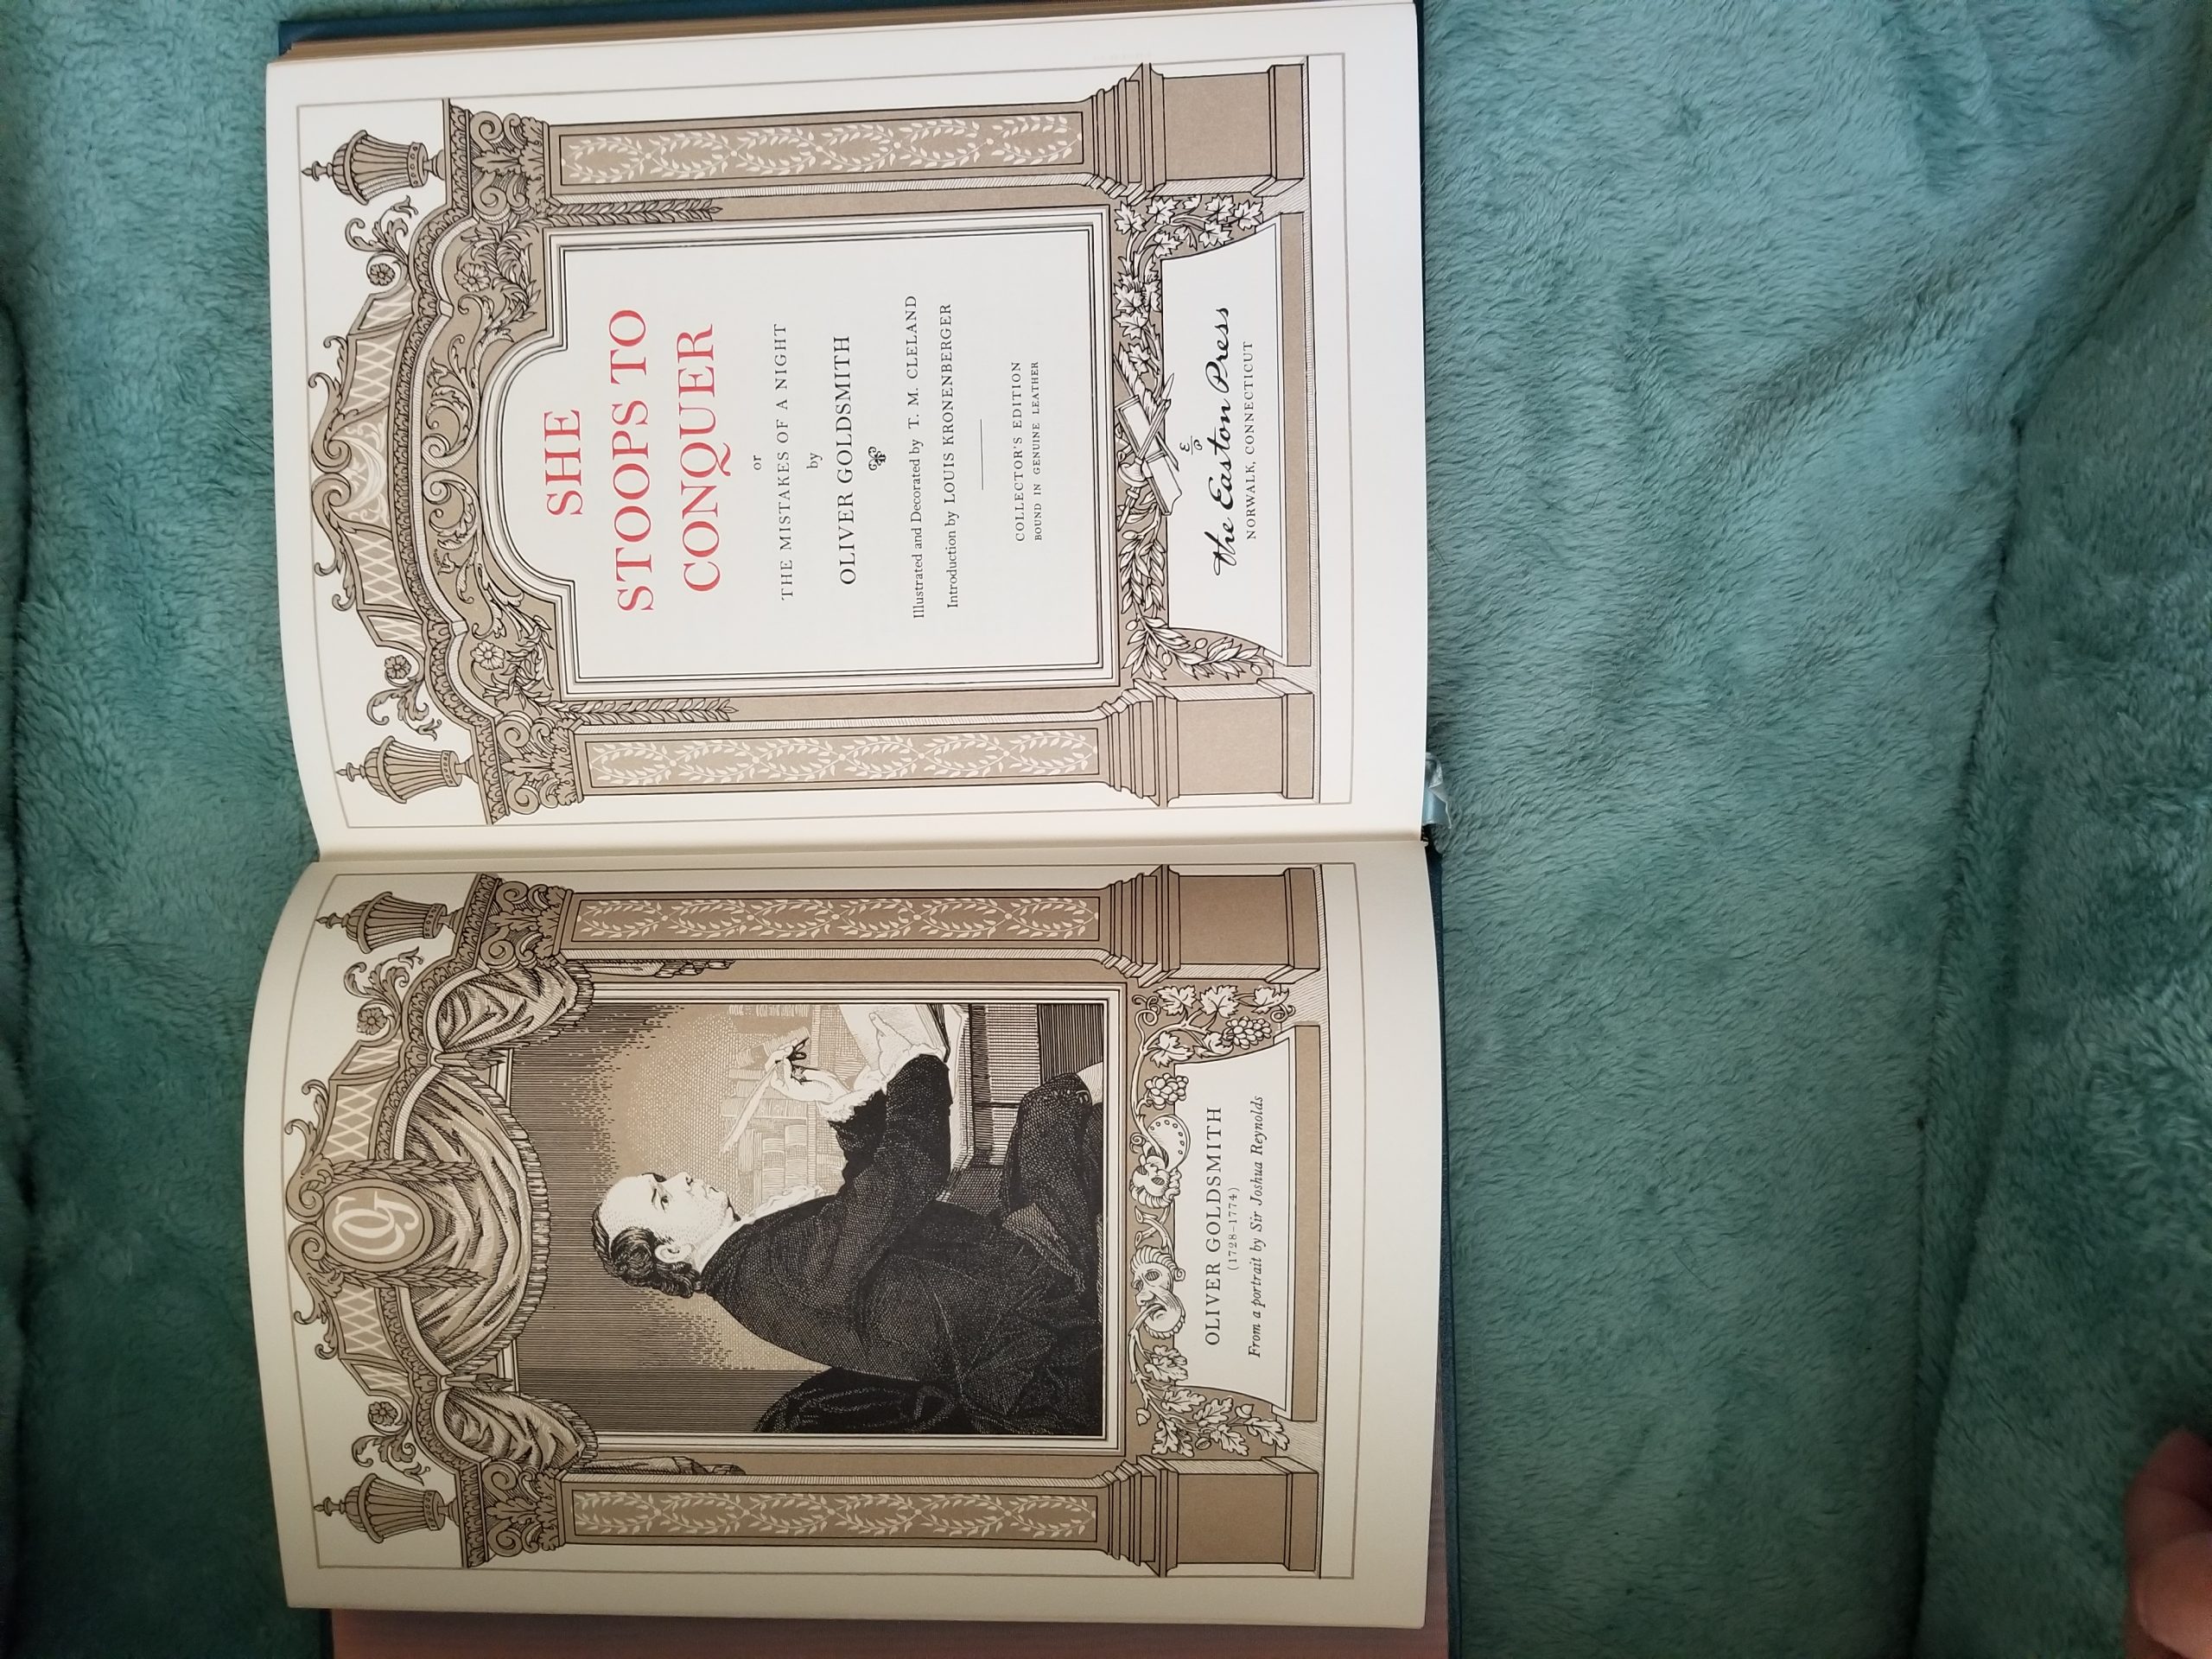 OG
OLIVER GOLDSMITH
(1728–1774)
From a portrait by Sir Joshua Reynolds
SHE
STOOPS TO
CONQUER
or
THE MISTAKES OF A NIGHT
by
OLIVER GOLDSMITH
Illustrated and Decorated by T. M. CLELAND
Introduction by LOUIS KRONENBERGER
COLLECTOR'S EDITION
BOUND IN GENUINE LEATHER
E
P
The Easton Press
NORWALK, CONNECTICUT